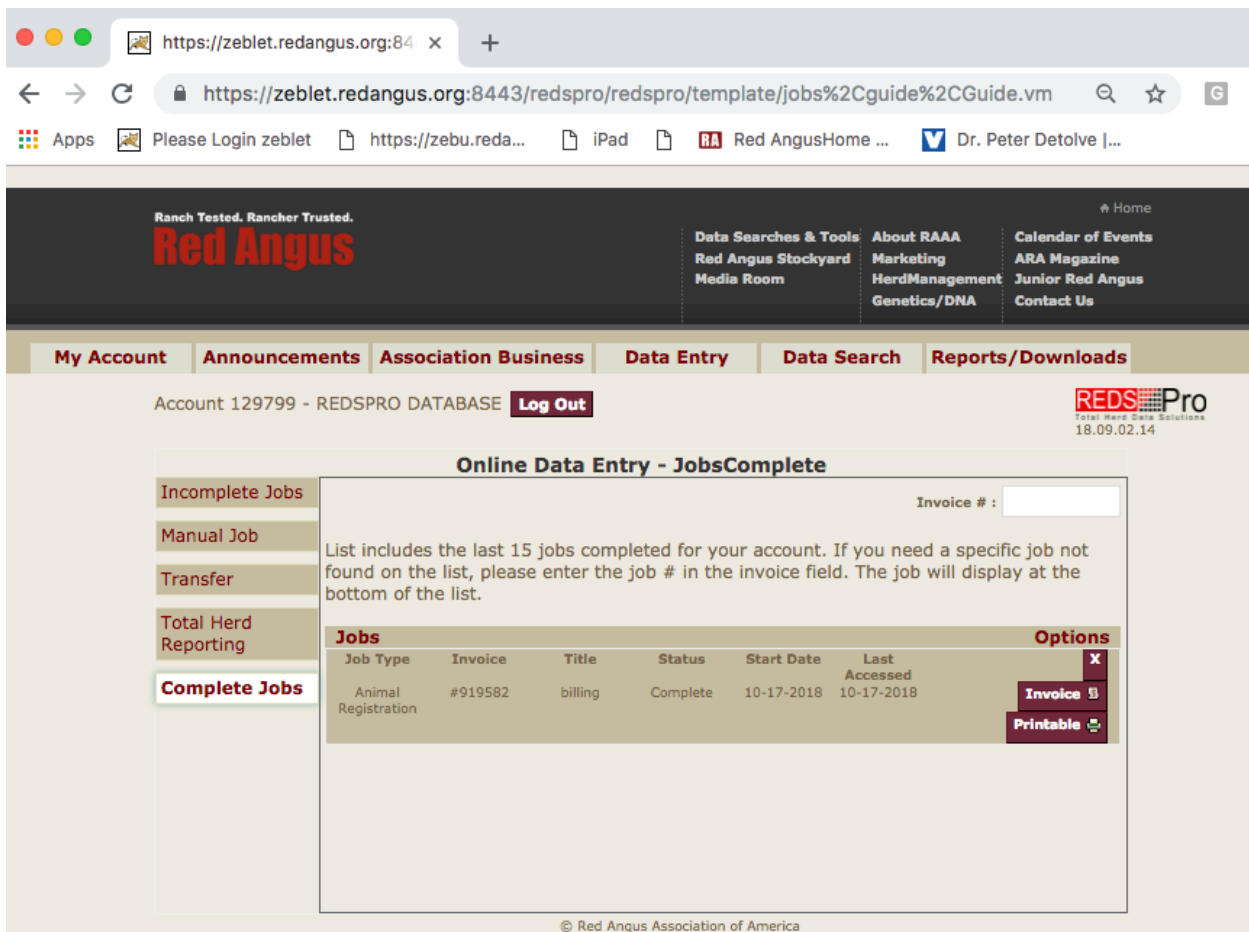 https://zeblet.redangus.org:84
https://zeblet.redangus.org:8443/redspro/redspro/template/jobs%2Cguide%2CGuide.vm
G
Apps Please Login zeblet https://zebu.reda... iPad RA Red AngusHome ... V Dr. Peter Detolve |...
Home
Ranch Tested. Rancher Trusted.
Red Angus
Data Searches & Tools About RAAA Calendar of Events
Red Angus Stockyard Marketing ARA Magazine
Media Room HerdManagement Junior Red Angus
Genetics/DNA Contact Us
My Account Announcements Association Business Data Entry Data Search Reports/Downloads
Account 129799 - REDSPRO DATABASE Log Out
REDS Pro
Total Herd Data Solutions
18.09.02.14
Online Data Entry - JobsComplete
Incomplete Jobs
Manual Job
Transfer
Total Herd
Reporting
Complete Jobs
Invoice # :
List includes the last 15 jobs completed for your account. If you need a specific job not
found on the list, please enter the job # in the invoice field. The job will display at the
bottom of the list.
Jobs Options
Job Type Invoice Title Status Start Date Last
Accessed
X
Animal #919582 billing Complete 10-17-2018 10-17-2018
Registration
Invoice
Printable
© Red Angus Association of America